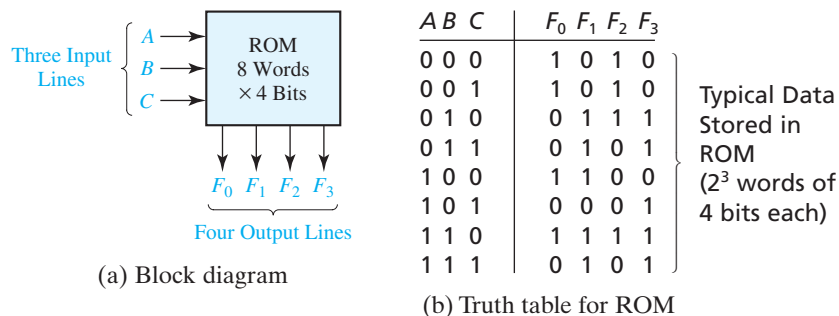 Three Input
Lines
A
B
C
ROM
8 Words
× 4 Bits
F₀ F₁ F₂ F₃
Four Output Lines
(a) Block diagram
A B C F₀ F₁ F₂ F₃
0 0 0 1 0 1 0
0 0 1 1 0 1 0
0 1 0 0 1 1 1
0 1 1 0 1 0 1
1 0 0 1 1 0 0
1 0 1 0 0 0 1
1 1 0 1 1 1 1
1 1 1 0 1 0 1
Typical Data
Stored in
ROM
(2³ words of
4 bits each)
(b) Truth table for ROM